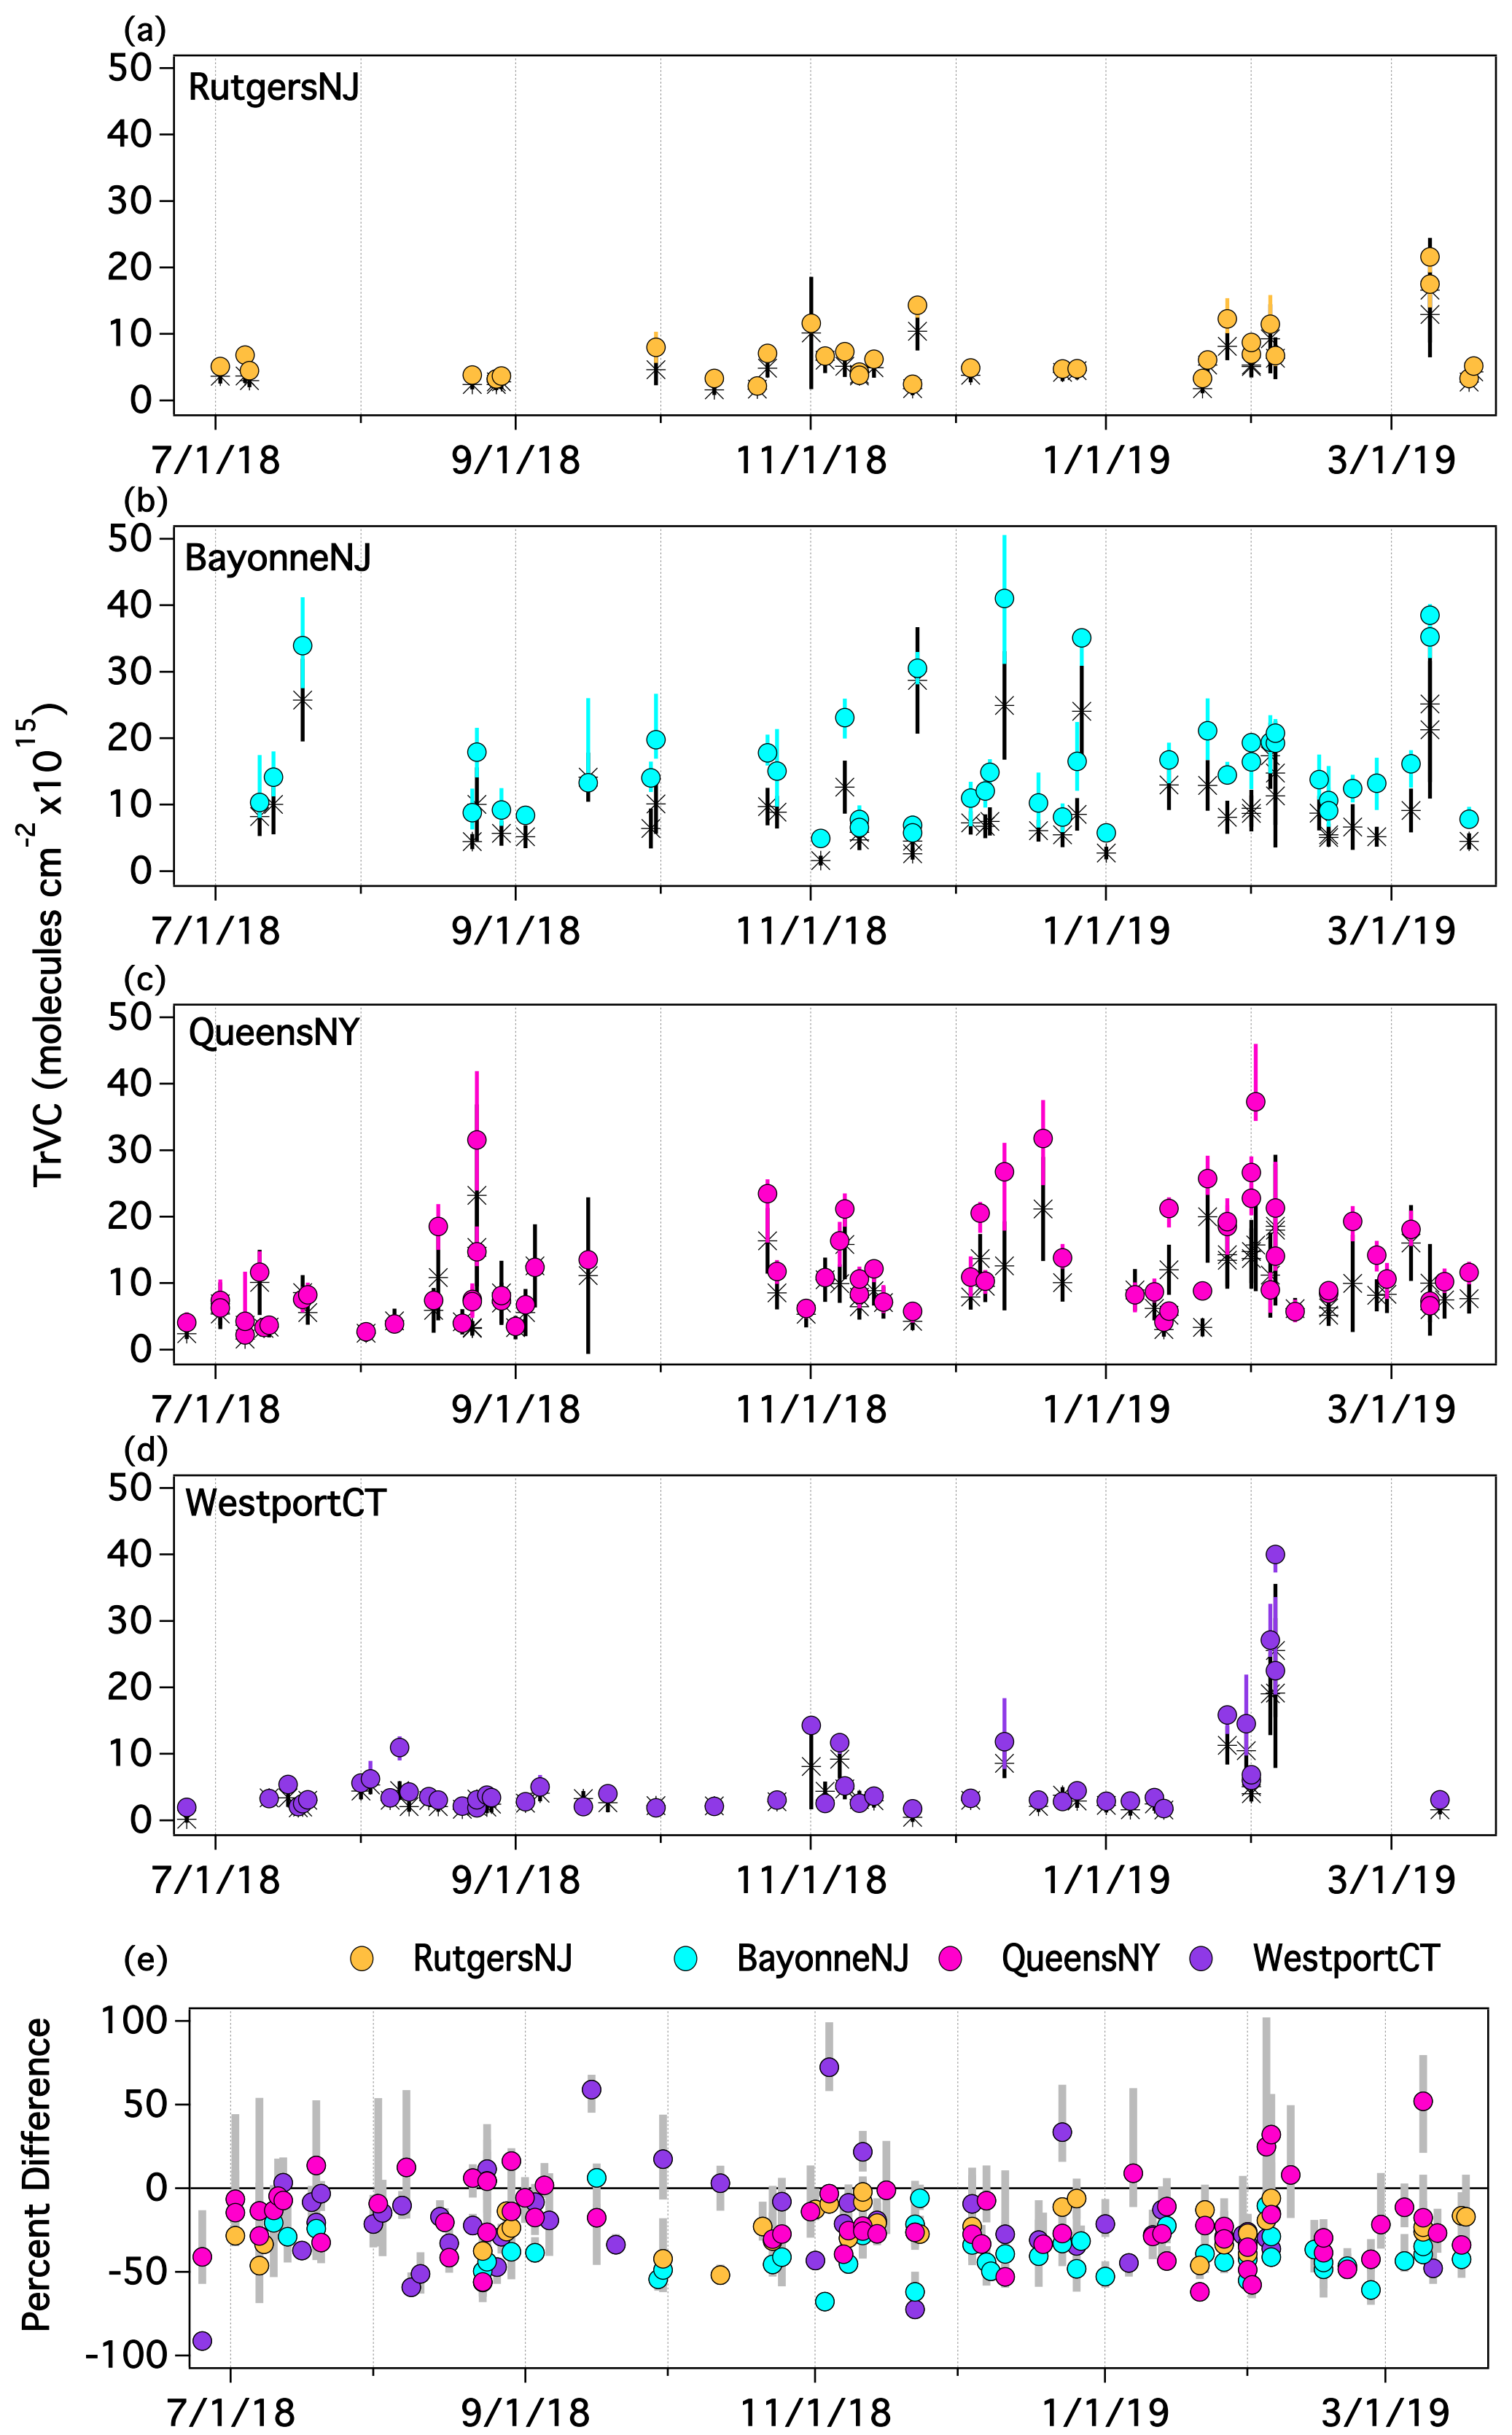 (a)
RutgersNJ
50
40
30
20
10
0
7/1/18 9/1/18 11/1/18 1/1/19 3/1/19
(b)
BayonneNJ
50
40
30
20
10
0
7/1/18 9/1/18 11/1/18 1/1/19 3/1/19
TrVC (molecules cm-2 x1015)
(c)
QueensNY
50
40
30
20
10
0
7/1/18 9/1/18 11/1/18 1/1/19 3/1/19
(d)
WestportCT
50
40
30
20
10
0
7/1/18 9/1/18 11/1/18 1/1/19 3/1/19
(e) RutgersNJ BayonneNJ QueensNY WestportCT
Percent Difference
100
50
0
-50
-100
7/1/18 9/1/18 11/1/18 1/1/19 3/1/19